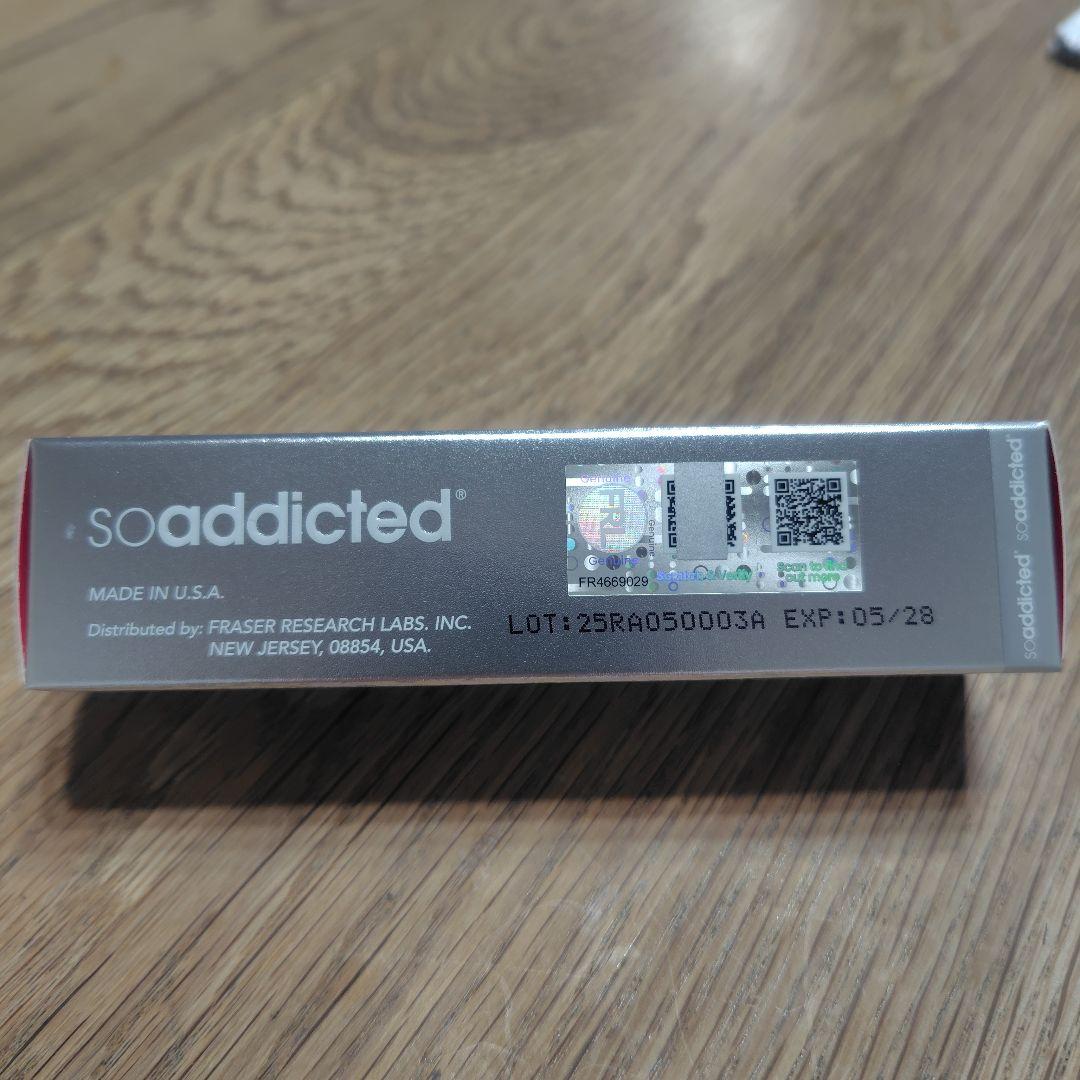 soaddicted®
MADE IN U.S.A.
Distributed by: FRASER RESEARCH LABS. INC.
NEW JERSEY, 08854, USA.
Genuine
FRL
Genuine
Genuine
FR4669029
Scratch & Verify
Scan to find
out more
LOT:25RA050003A EXP:05/28
soaddicted® soaddicted®